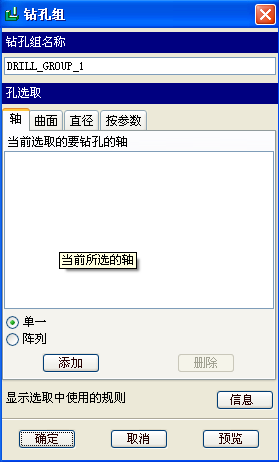 钻孔组
钻孔组名称
DRILL_GROUP_1
孔选取
轴 曲面 直径 按参数
当前选取的要钻孔的轴
当前所选的轴
单一
阵列
添加 删除
显示选取中使用的规则 信息
确定 取消 预览